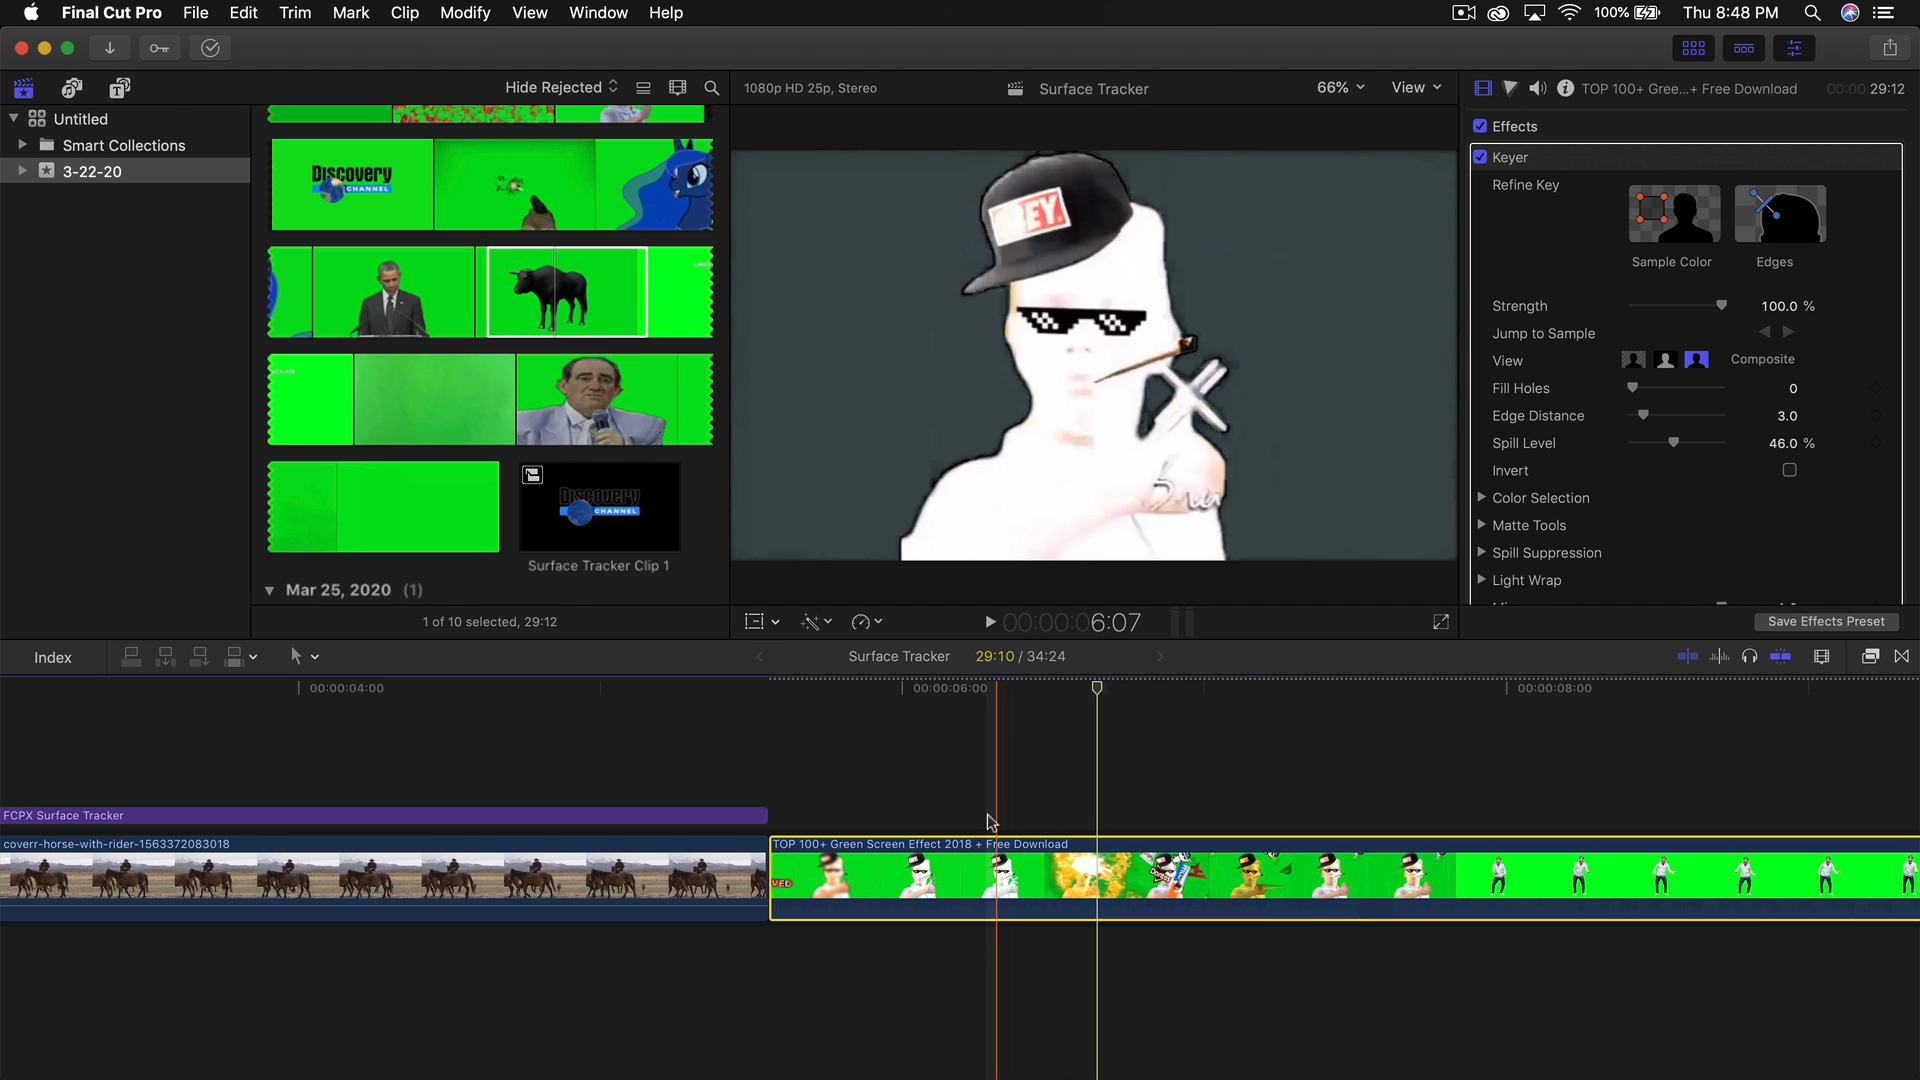 Final Cut Pro File Edit Trim Mark Clip Modify View Window Help 100% Thu 8:48 PM
Hide Rejected
1080p HD 25p, Stereo Surface Tracker 66% View
TOP 100+ Gree...+ Free Download 00:00:29:12
Untitled
Smart Collections
3-22-20
Discovery
CHANNEL
Discovery
CHANNEL
Surface Tracker Clip 1
Mar 25, 2020 (1)
1 of 10 selected, 29:12
00:00:00:6:07
Effects
Keyer
Refine Key
Sample Color Edges
Strength 100.0 %
Jump to Sample
View Composite
Fill Holes 0
Edge Distance 3.0
Spill Level 46.0 %
Invert
Color Selection
Matte Tools
Spill Suppression
Light Wrap
Save Effects Preset
Index
Surface Tracker 29:10 / 34:24
00:00:04:00 00:00:06:00 00:00:08:00
FCPX Surface Tracker
coverr-horse-with-rider-1563372083018
TOP 100+ Green Screen Effect 2018 + Free Download